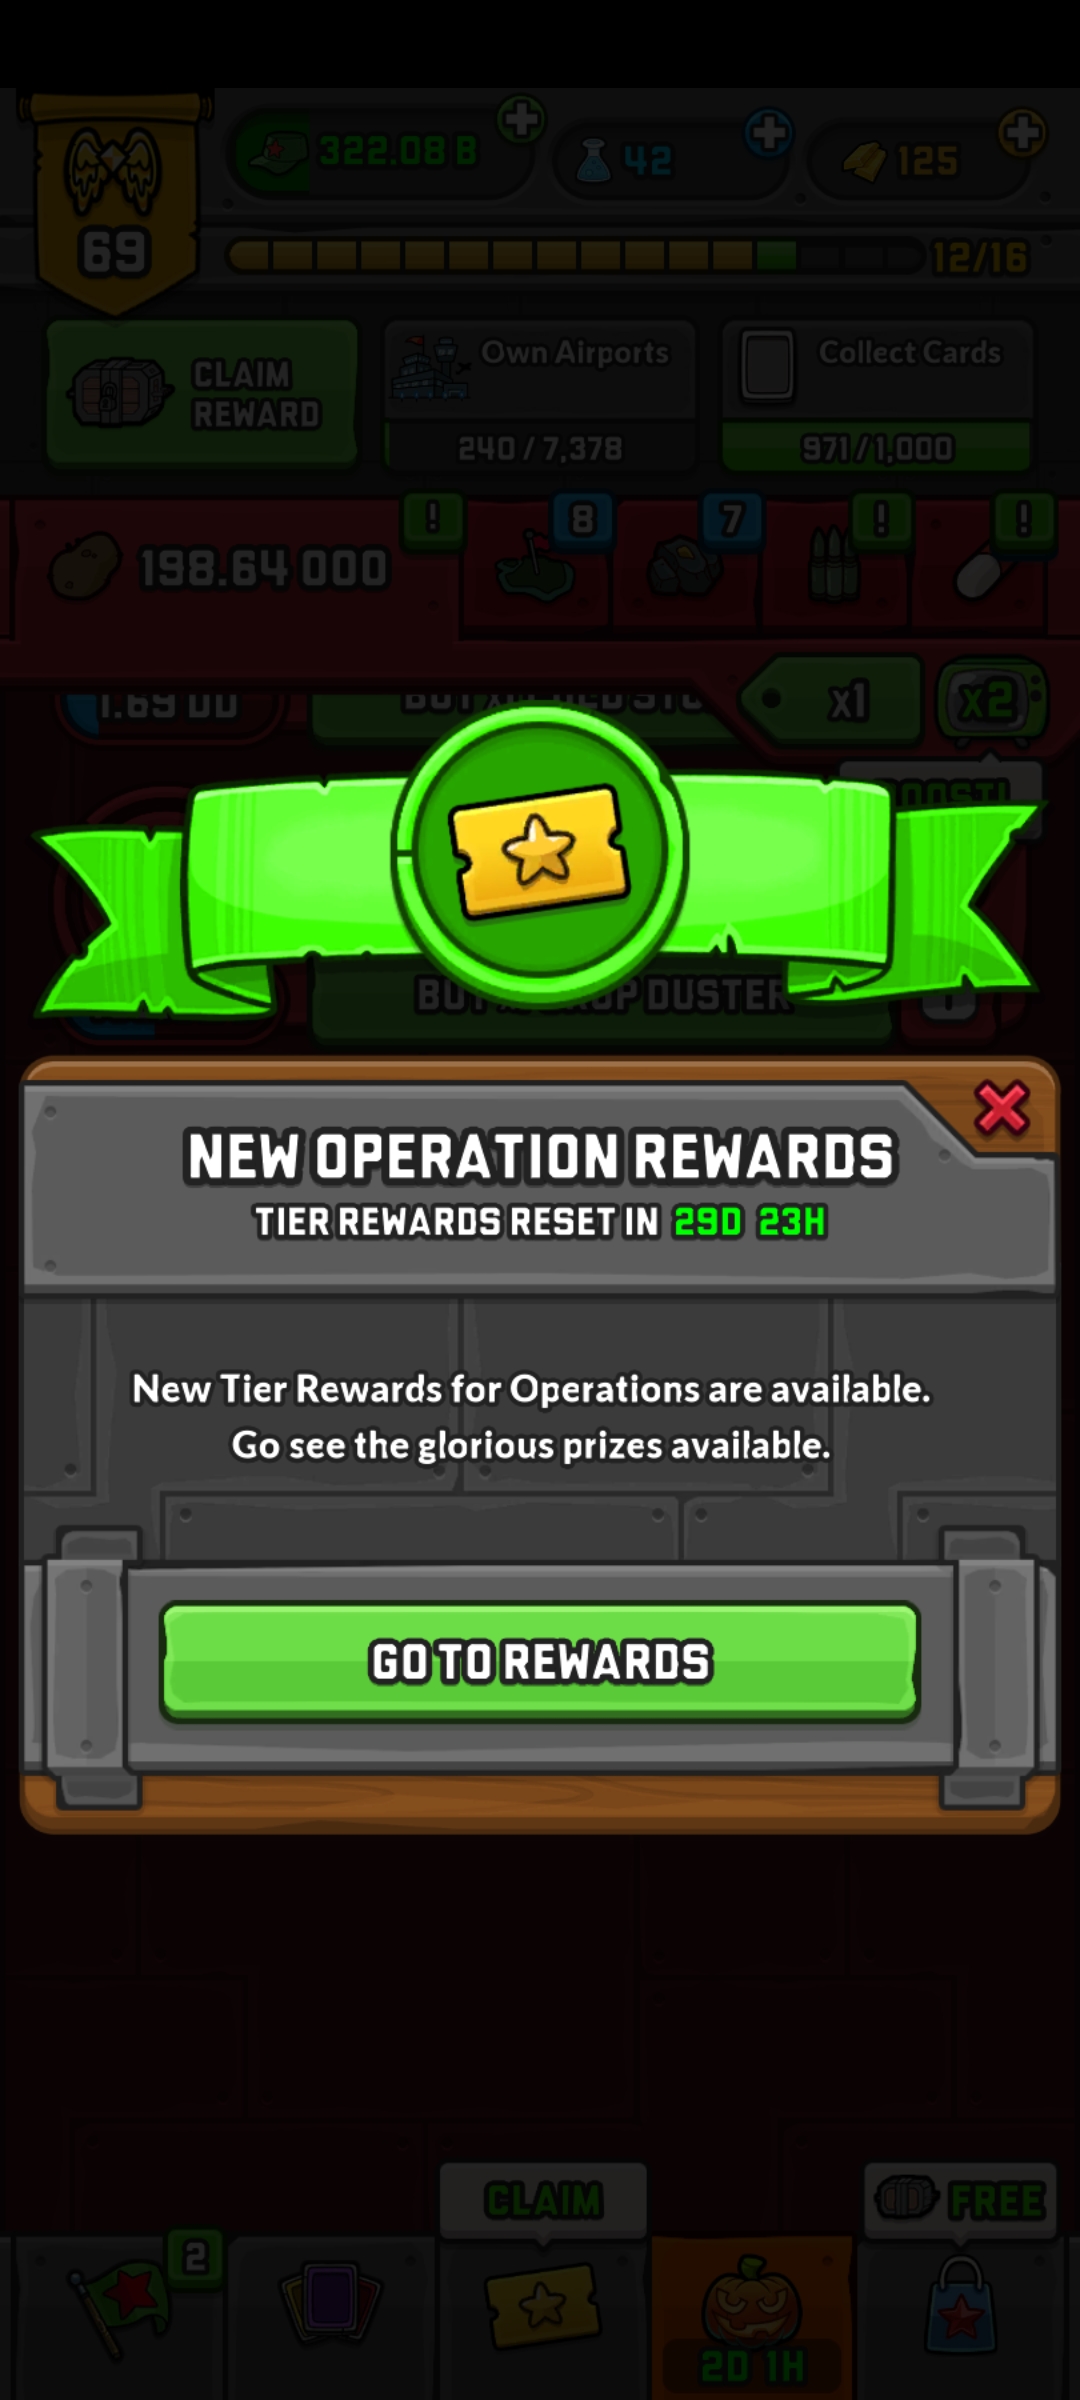 322.08 B
42
125
69
12/16
CLAIM
REWARD
Own Airports
240 / 7,378
Collect Cards
971/1,000
!
8
7
!
!
198.64 000
x1
x2
NEW OPERATION REWARDS
TIER REWARDS RESET IN 29D 23H
New Tier Rewards for Operations are available.
Go see the glorious prizes available.
GO TO REWARDS
CLAIM
FREE
2
2D 1H